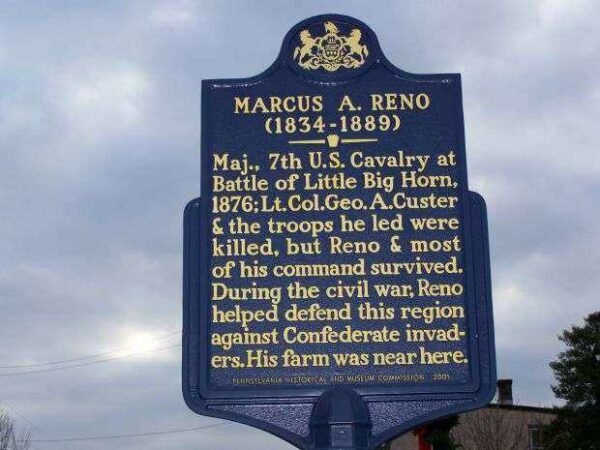 MARCUS A. RENO
(1834-1889)
Maj., 7th U.S. Cavalry at
Battle of Little Big Horn,
1876; Lt. Col. Geo. A. Custer
& the troops he led were
killed, but Reno & most
of his command survived.
During the civil war, Reno
helped defend this region
against Confederate invad-
ers. His farm was near here.
PENNSYLVANIA HISTORICAL AND MUSEUM COMMISSION 2001